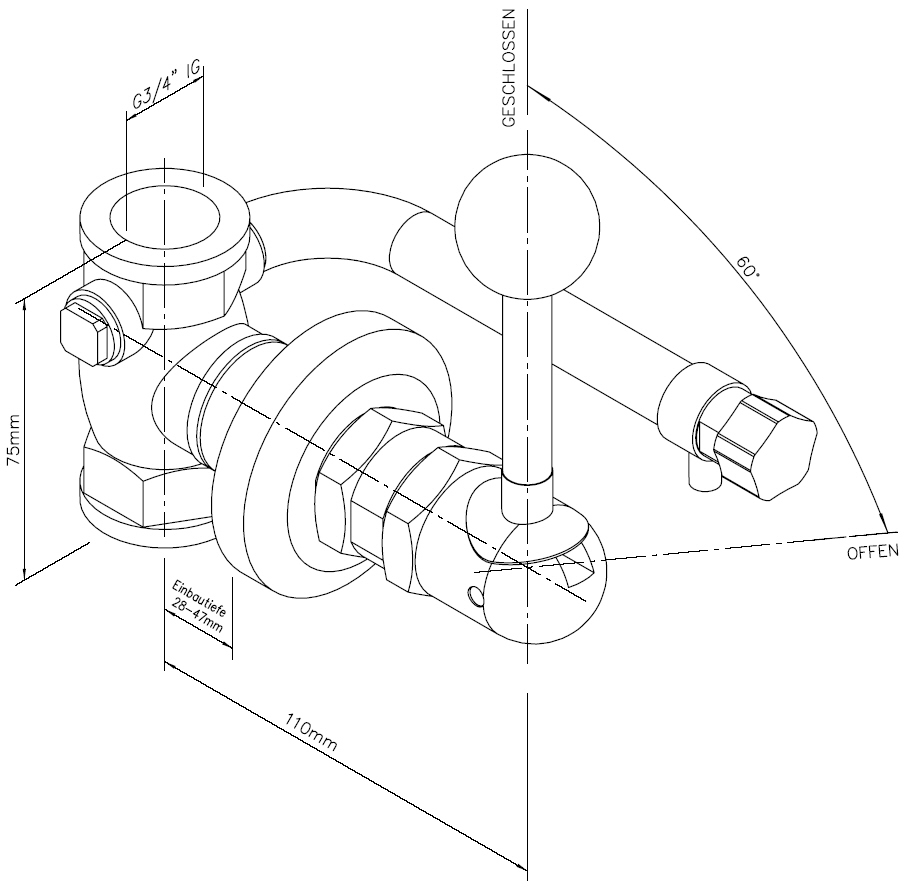 G3/4" IG
GESCHLOSSEN
60°
75mm
OFFEN
Einbautiefe
28-47mm
110mm